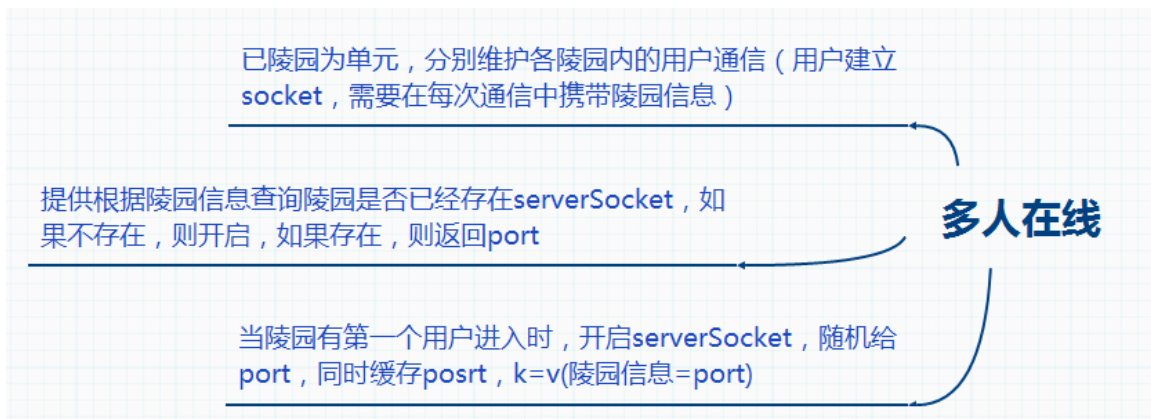 已陵园为单元，分别维护各陵园内的用户通信（用户建立
socket，需要在每次通信中携带陵园信息）
提供根据陵园信息查询陵园是否已经存在serverSocket，如
果不存在，则开启，如果存在，则返回port
多人在线
当陵园有第一个用户进入时，开启serverSocket，随机给
port，同时缓存posrt，k=v(陵园信息=port)